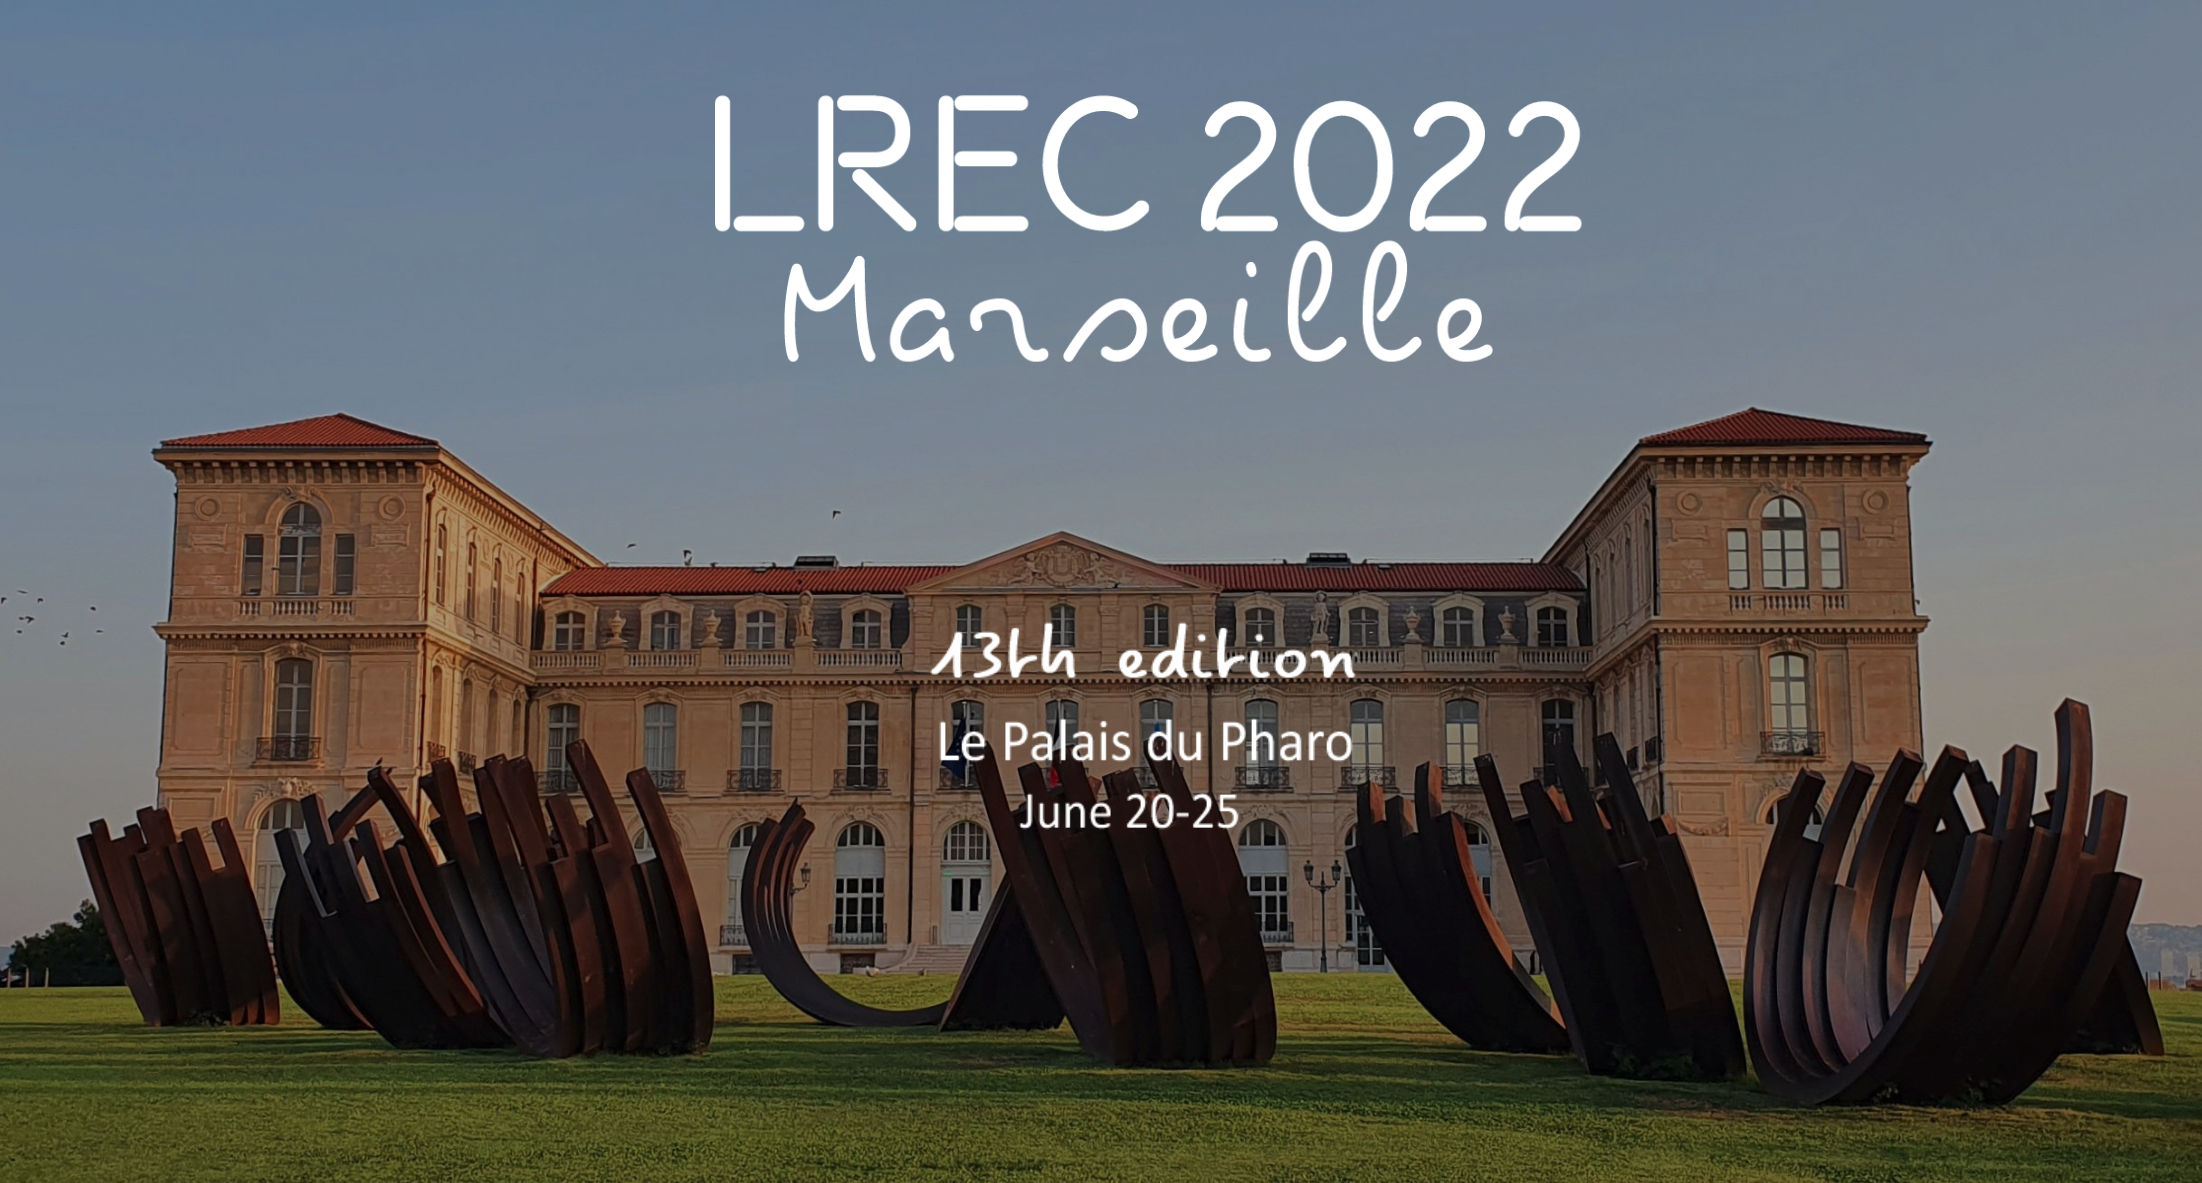 LREC 2022
Marseille
13th edition
Le Palais du Pharo
June 20-25